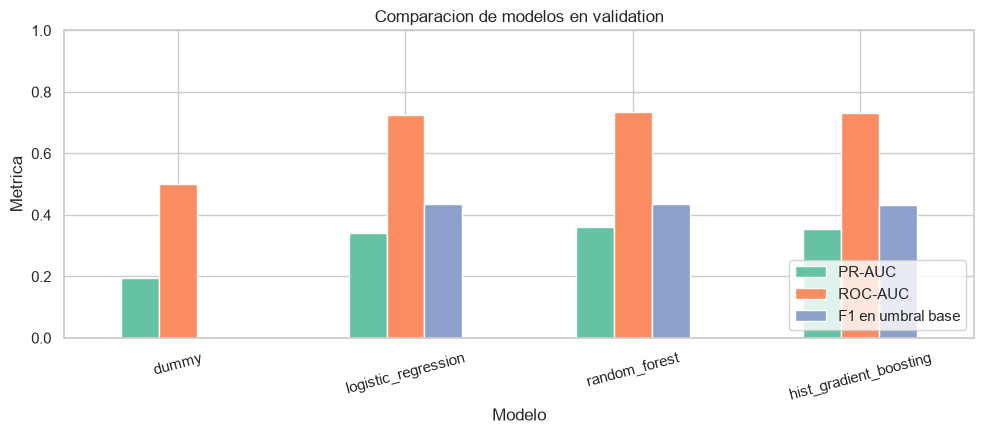 Comparacion de modelos en validation
Metrica
1.0
0.8
0.6
0.4
0.2
0.0
PR-AUC
ROC-AUC
F1 en umbral base
dummy
logistic_regression
random_forest
hist_gradient_boosting
Modelo